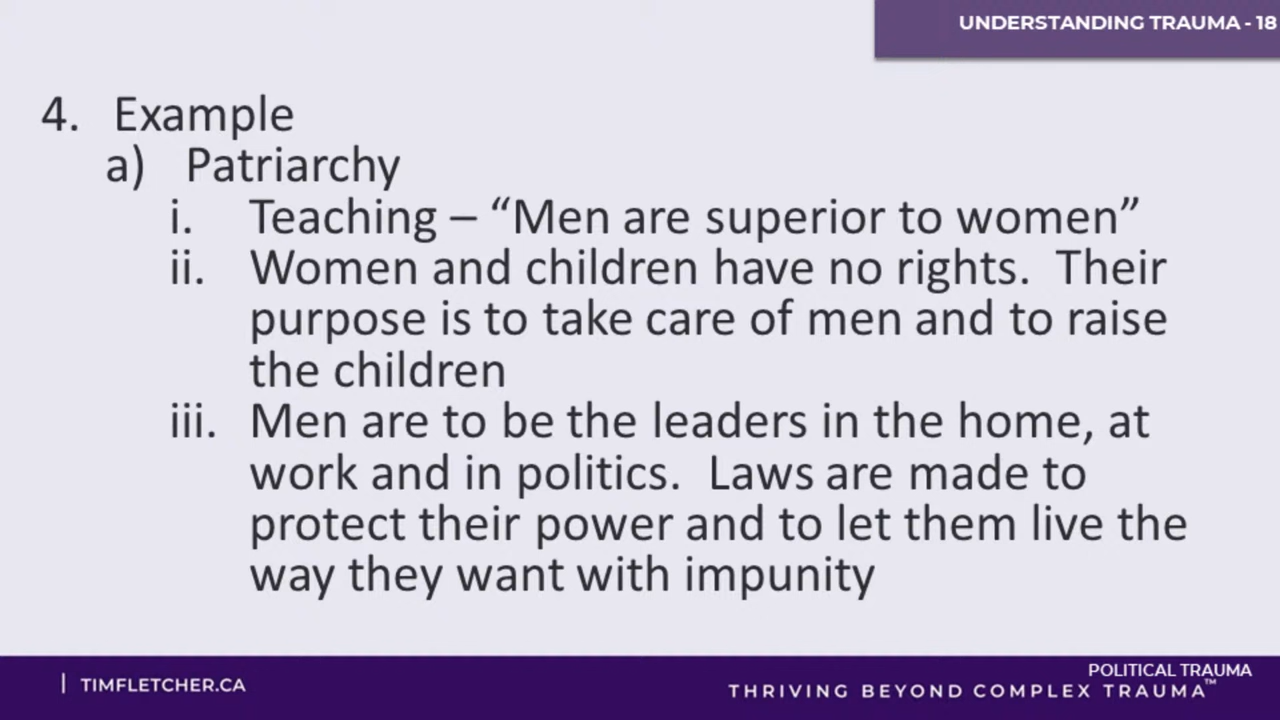 UNDERSTANDING TRAUMA - 18
4. Example
a) Patriarchy
i. Teaching – “Men are superior to women”
ii. Women and children have no rights. Their
purpose is to take care of men and to raise
the children
iii. Men are to be the leaders in the home, at
work and in politics. Laws are made to
protect their power and to let them live the
way they want with impunity
| TIMFLETCHER.CA
POLITICAL TRAUMA
THRIVING BEYOND COMPLEX TRAUMA™